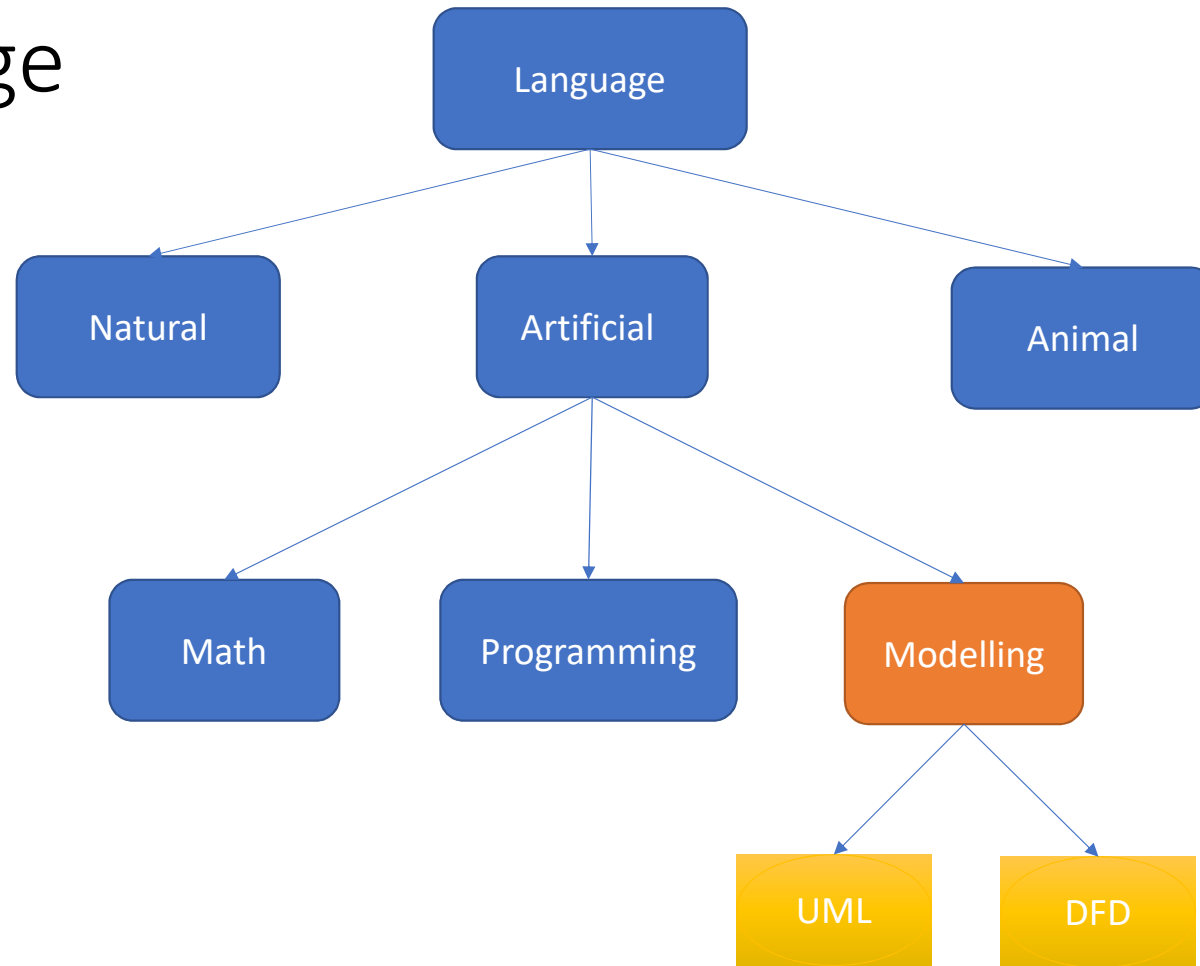 ge
Language
Natural
Artificial
Animal
Math
Programming
Modelling
UML
DFD